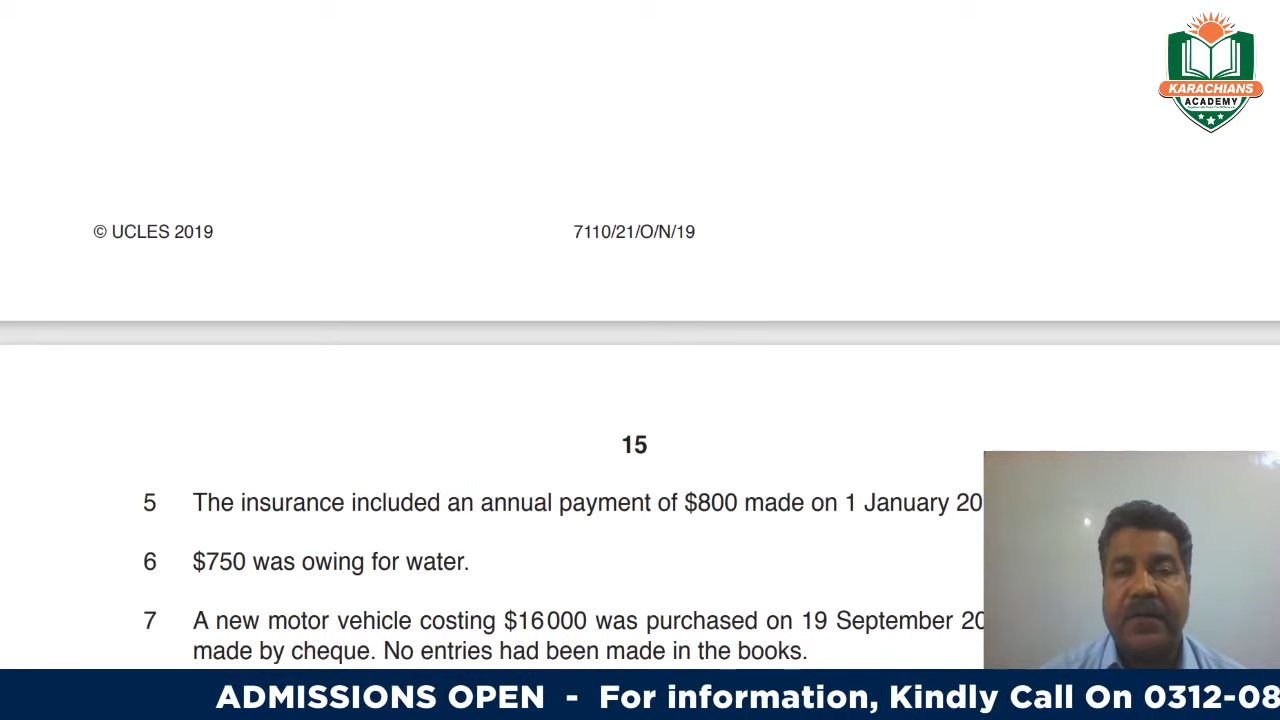 KARACHIANS
ACADEMY
© UCLES 2019
7110/21/O/N/19
15
5 The insurance included an annual payment of $800 made on 1 January 20
6 $750 was owing for water.
7 A new motor vehicle costing $16 000 was purchased on 19 September 20
made by cheque. No entries had been made in the books.
ADMISSIONS OPEN - For information, Kindly Call On 0312-08